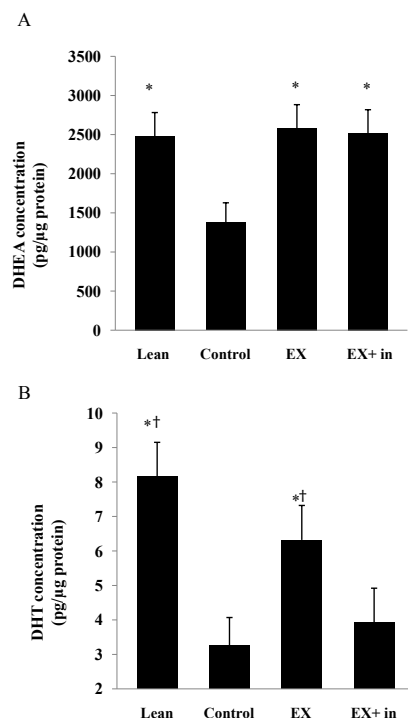 A
DHEA concentration
(pg/µg protein)
3500
3000
2500
2000
1500
1000
500
0
*
*
*
Lean Control EX EX+ in
B
DHT concentration
(pg/µg protein)
10
9
8
7
6
5
4
3
2
*†
*†
Lean Control EX EX+ in